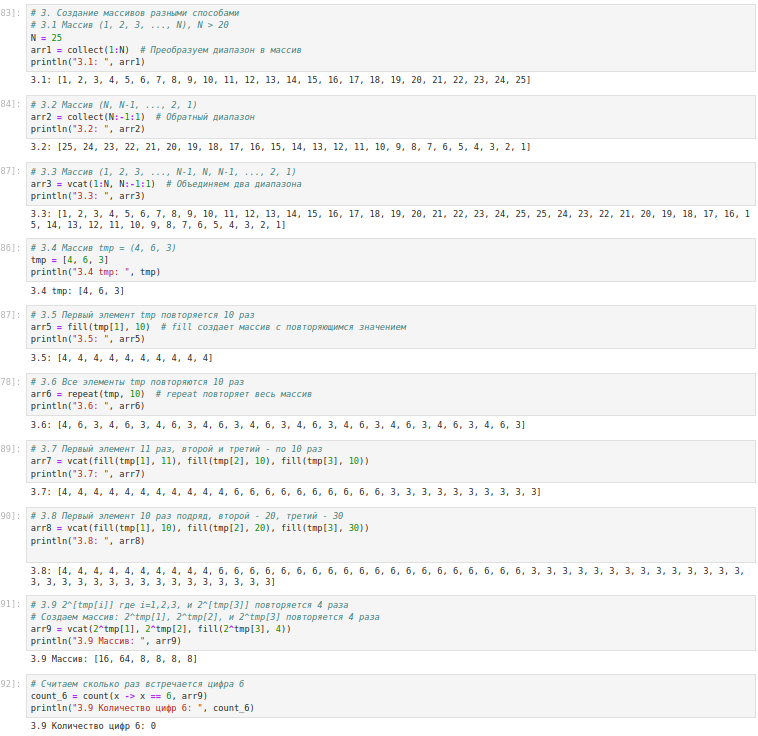 83]:
# 3. Создание массивов разными способами
# 3.1 Массив (1, 2, 3, ..., N), N > 20
N = 25
arr1 = collect(1:N)  # Преобразуем диапазон в массив
println("3.1: ", arr1)
3.1: [1, 2, 3, 4, 5, 6, 7, 8, 9, 10, 11, 12, 13, 14, 15, 16, 17, 18, 19, 20, 21, 22, 23, 24, 25]
84]:
# 3.2 Массив (N, N-1, ..., 2, 1)
arr2 = collect(N:-1:1)  # Обратный диапазон
println("3.2: ", arr2)
3.2: [25, 24, 23, 22, 21, 20, 19, 18, 17, 16, 15, 14, 13, 12, 11, 10, 9, 8, 7, 6, 5, 4, 3, 2, 1]
87]:
# 3.3 Массив (1, 2, 3, ..., N-1, N, N-1, ..., 2, 1)
arr3 = vcat(1:N, N:-1:1)  # Объединяем два диапазона
println("3.3: ", arr3)
3.3: [1, 2, 3, 4, 5, 6, 7, 8, 9, 10, 11, 12, 13, 14, 15, 16, 17, 18, 19, 20, 21, 22, 23, 24, 25, 25, 24, 23, 22, 21, 20, 19, 18, 17, 16, 1
5, 14, 13, 12, 11, 10, 9, 8, 7, 6, 5, 4, 3, 2, 1]
86]:
# 3.4 Массив tmp = (4, 6, 3)
tmp = [4, 6, 3]
println("3.4 tmp: ", tmp)
3.4 tmp: [4, 6, 3]
87]:
# 3.5 Первый элемент tmp повторяется 10 раз
arr5 = fill(tmp[1], 10)  # fill создает массив с повторяющимся значением
println("3.5: ", arr5)
3.5: [4, 4, 4, 4, 4, 4, 4, 4, 4, 4]
78]:
# 3.6 Все элементы tmp повторяются 10 раз
arr6 = repeat(tmp, 10)  # repeat повторяет весь массив
println("3.6: ", arr6)
3.6: [4, 6, 3, 4, 6, 3, 4, 6, 3, 4, 6, 3, 4, 6, 3, 4, 6, 3, 4, 6, 3, 4, 6, 3, 4, 6, 3, 4, 6, 3]
89]:
# 3.7 Первый элемент 11 раз, второй и третий - по 10 раз
arr7 = vcat(fill(tmp[1], 11), fill(tmp[2], 10), fill(tmp[3], 10))
println("3.7: ", arr7)
3.7: [4, 4, 4, 4, 4, 4, 4, 4, 4, 4, 4, 6, 6, 6, 6, 6, 6, 6, 6, 6, 6, 3, 3, 3, 3, 3, 3, 3, 3, 3, 3]
90]:
# 3.8 Первый элемент 10 раз подряд, второй - 20, третий - 30
arr8 = vcat(fill(tmp[1], 10), fill(tmp[2], 20), fill(tmp[3], 30))
println("3.8: ", arr8)
3.8: [4, 4, 4, 4, 4, 4, 4, 4, 4, 4, 6, 6, 6, 6, 6, 6, 6, 6, 6, 6, 6, 6, 6, 6, 6, 6, 6, 6, 6, 6, 3, 3, 3, 3, 3, 3, 3, 3, 3, 3, 3, 3, 3, 3,
3, 3, 3, 3, 3, 3, 3, 3, 3, 3, 3, 3, 3, 3, 3, 3]
91]:
# 3.9 2^[tmp[i]] где i=1,2,3, и 2^[tmp[3]] повторяется 4 раза
# Создаем массив: 2^tmp[1], 2^tmp[2], и 2^tmp[3] повторяется 4 раза
arr9 = vcat(2^tmp[1], 2^tmp[2], fill(2^tmp[3], 4))
println("3.9 Массив: ", arr9)
3.9 Массив: [16, 64, 8, 8, 8, 8]
92]:
# Считаем сколько раз встречается цифра 6
count_6 = count(x -> x == 6, arr9)
println("3.9 Количество цифр 6: ", count_6)
3.9 Количество цифр 6: 0